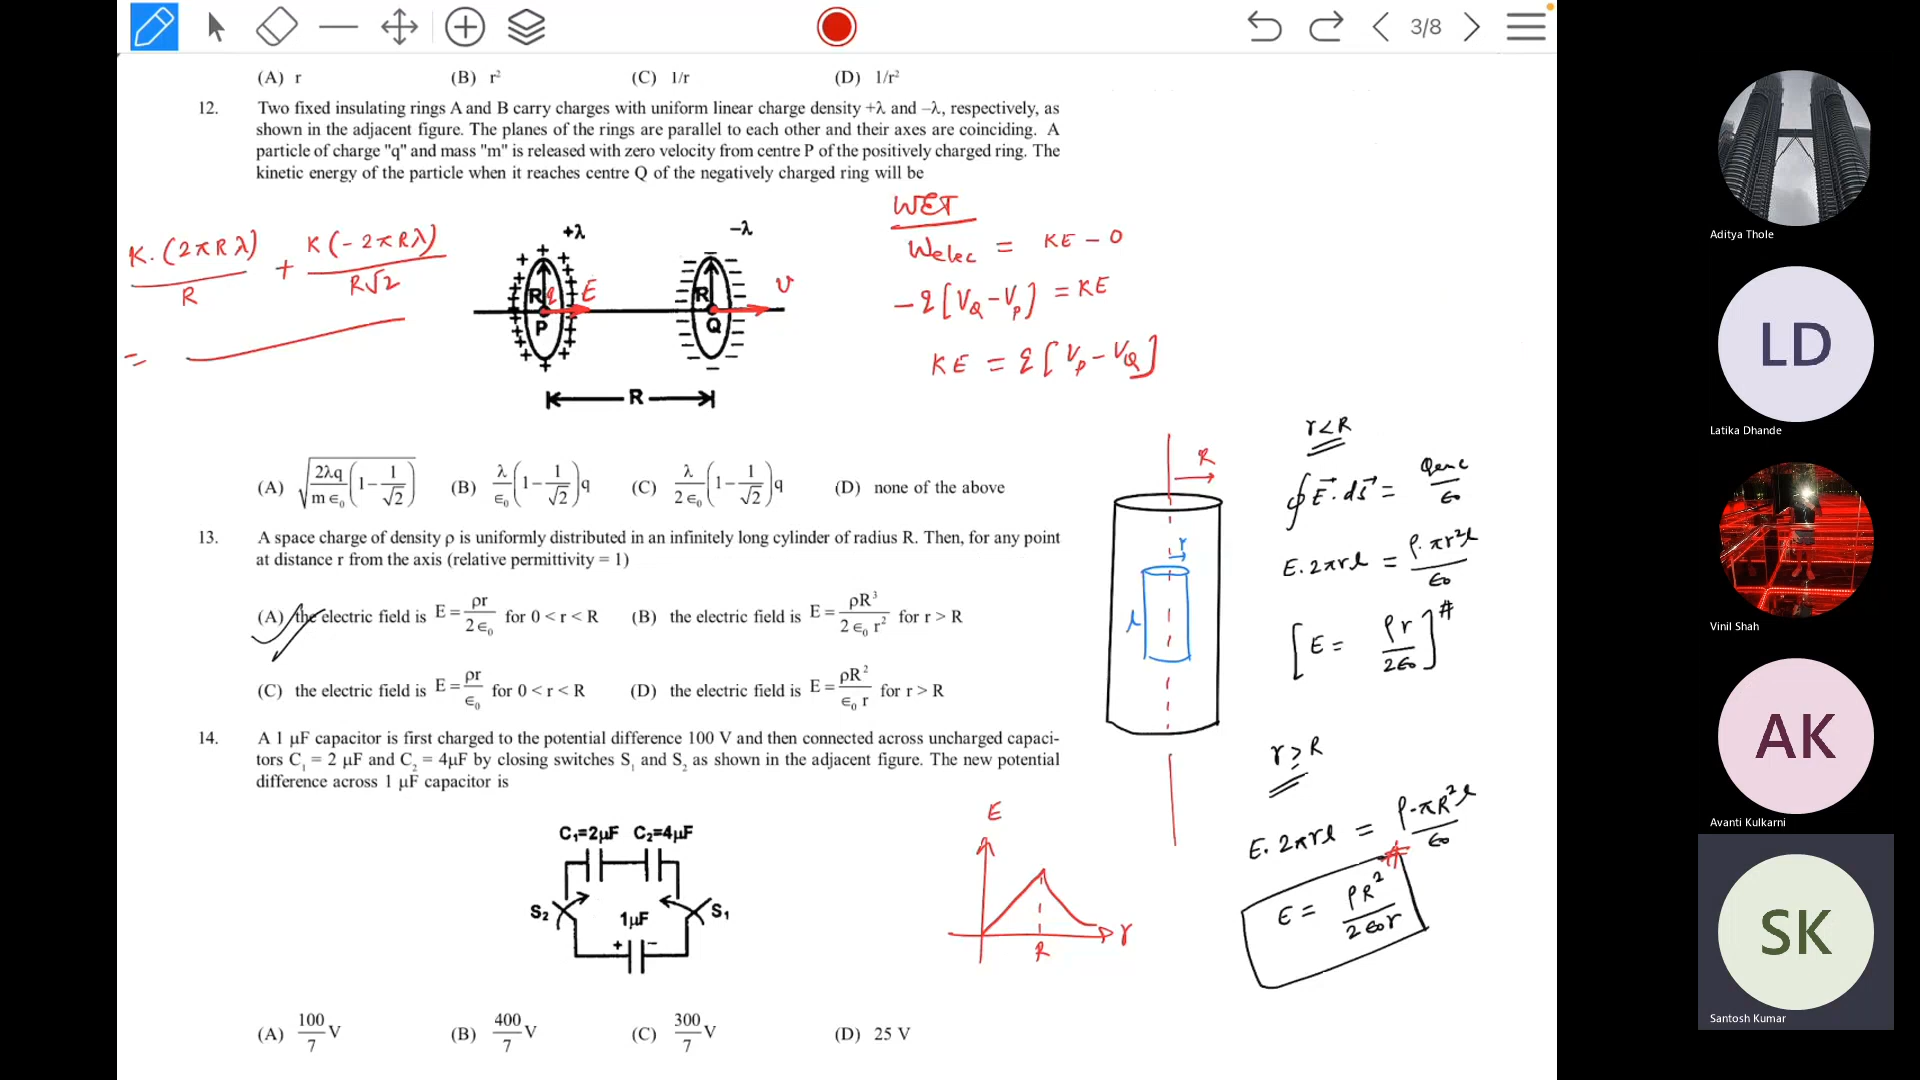 3/8
(A) r (B) r² (C) 1/r (D) 1/r²
12. Two fixed insulating rings A and B carry charges with uniform linear charge density +λ and –λ, respectively, as
shown in the adjacent figure. The planes of the rings are parallel to each other and their axes are coinciding. A
particle of charge "q" and mass "m" is released with zero velocity from centre P of the positively charged ring. The
kinetic energy of the particle when it reaches centre Q of the negatively charged ring will be
K.(2πRλ)/R + K(-2πRλ)/R√2
=
+λ
–λ
R q E
R
v
P
Q
R
WET
Welec = KE - 0
-q[V_Q - V_P] = KE
KE = q[V_P - V_Q]
(A) √(2λq/m∈₀ (1 – 1/√2)) (B) λ/∈₀ (1 – 1/√2)q (C) λ/2∈₀ (1 – 1/√2)q (D) none of the above
13. A space charge of density ρ is uniformly distributed in an infinitely long cylinder of radius R. Then, for any point
at distance r from the axis (relative permittivity = 1)
(A) the electric field is E = ρr/2∈₀ for 0 < r < R (B) the electric field is E = ρR³/2∈₀r² for r > R
(C) the electric field is E = ρr/∈₀ for 0 < r < R (D) the electric field is E = ρR²/∈₀r for r > R
R
r
l
r<R
∮E⃗.ds⃗ = Qenc/ϵ₀
E.2πrl = ρ.πr²l/ϵ₀
[E = ρr/2ϵ₀]#
r≥R
E.2πrl = ρ-πR²l/ϵ₀
#
E = ρR²/2ϵ₀r
14. A 1 μF capacitor is first charged to the potential difference 100 V and then connected across uncharged capaci-
tors C₁ = 2 μF and C₂ = 4μF by closing switches S₁ and S₂ as shown in the adjacent figure. The new potential
difference across 1 μF capacitor is
C₁=2μF C₂=4μF
S₂
1μF
S₁
+ –
E
r
R
(A) 100/7 V (B) 400/7 V (C) 300/7 V (D) 25 V
Aditya Thole
LD
Latika Dhande
Vinil Shah
AK
Avanti Kulkarni
SK
Santosh Kumar